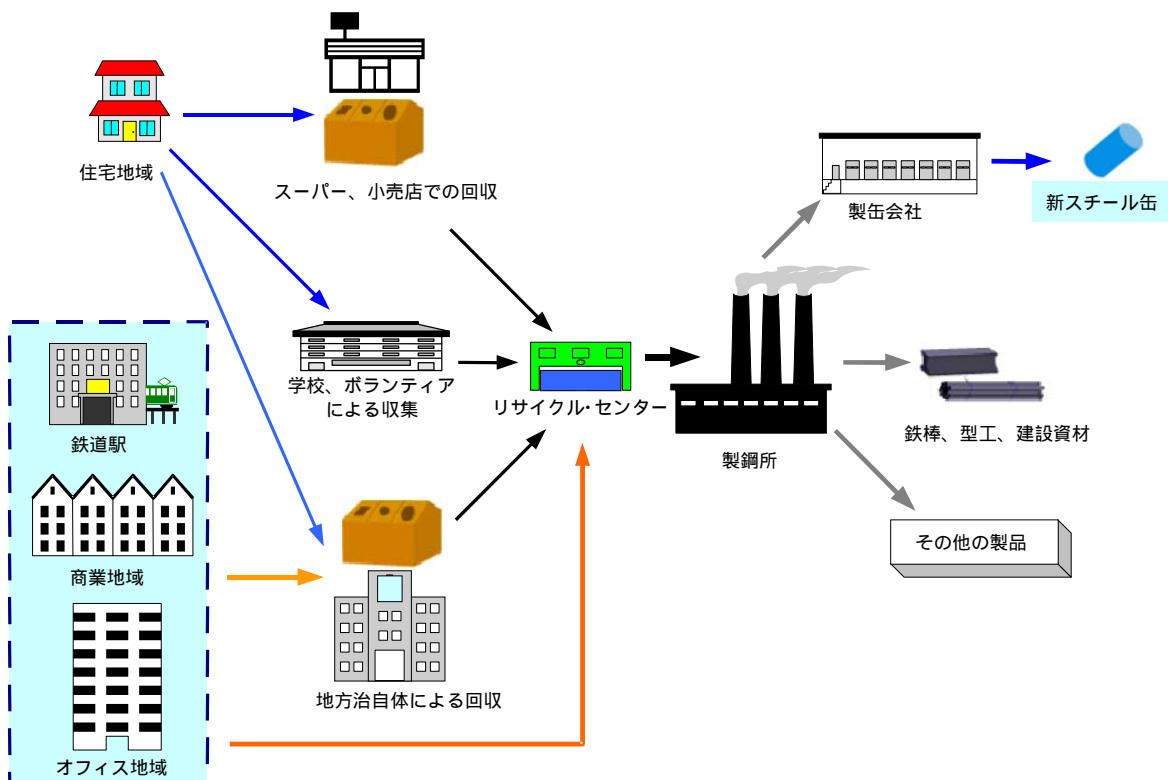 住宅地域
スーパー、小売店での回収
製缶会社
新スチール缶
学校、ボランティア
による収集
リサイクル・センター
鉄道駅
製鋼所
鉄棒、型工、建設資材
その他の製品
商業地域
地方治自体による回収
オフィス地域